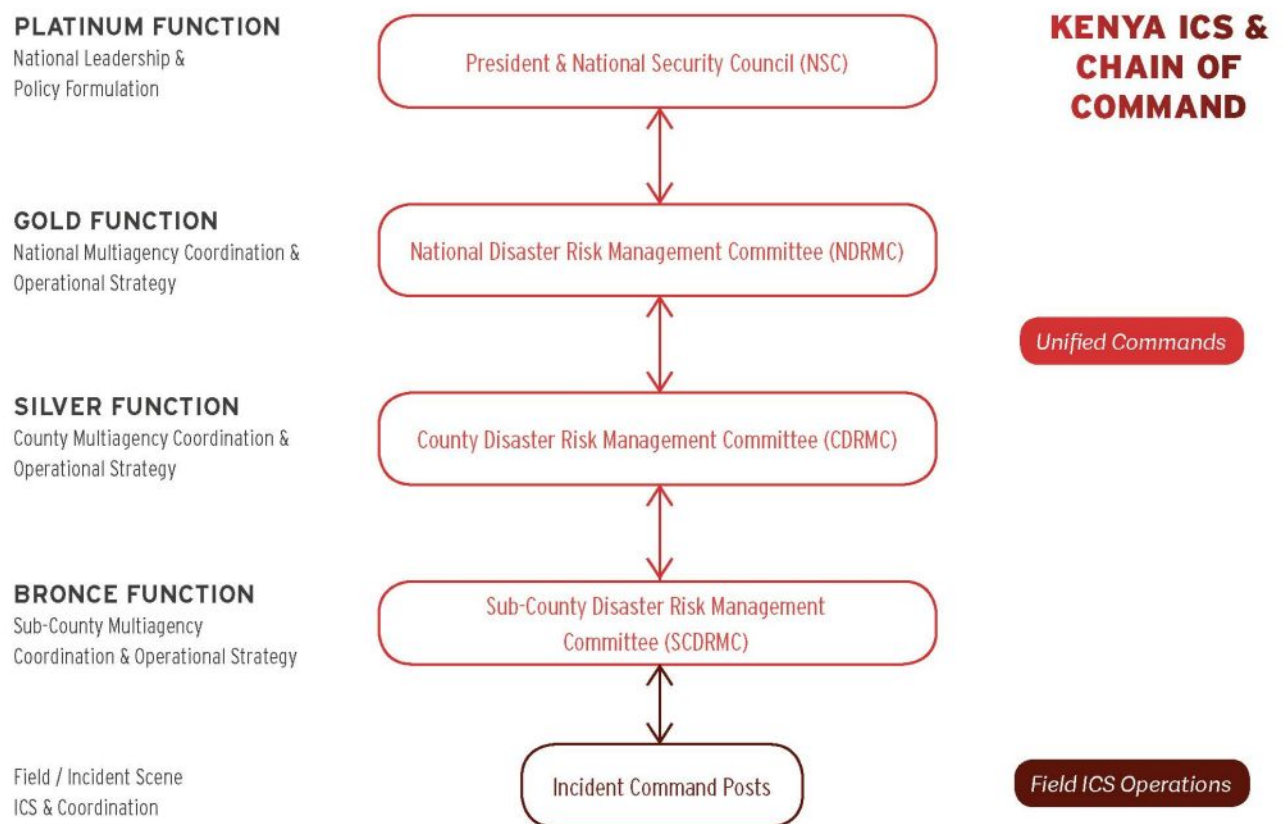 PLATINUM FUNCTION
National Leadership &
Policy Formulation
President & National Security Council (NSC)
KENYA ICS &
CHAIN OF
COMMAND
GOLD FUNCTION
National Multiagency Coordination &
Operational Strategy
National Disaster Risk Management Committee (NDRMC)
Unified Commands
SILVER FUNCTION
County Multiagency Coordination &
Operational Strategy
County Disaster Risk Management Committee (CDRMC)
BRONCE FUNCTION
Sub-County Multiagency
Coordination & Operational Strategy
Sub-County Disaster Risk Management
Committee (SCDRMC)
Field / Incident Scene
ICS & Coordination
Incident Command Posts
Field ICS Operations